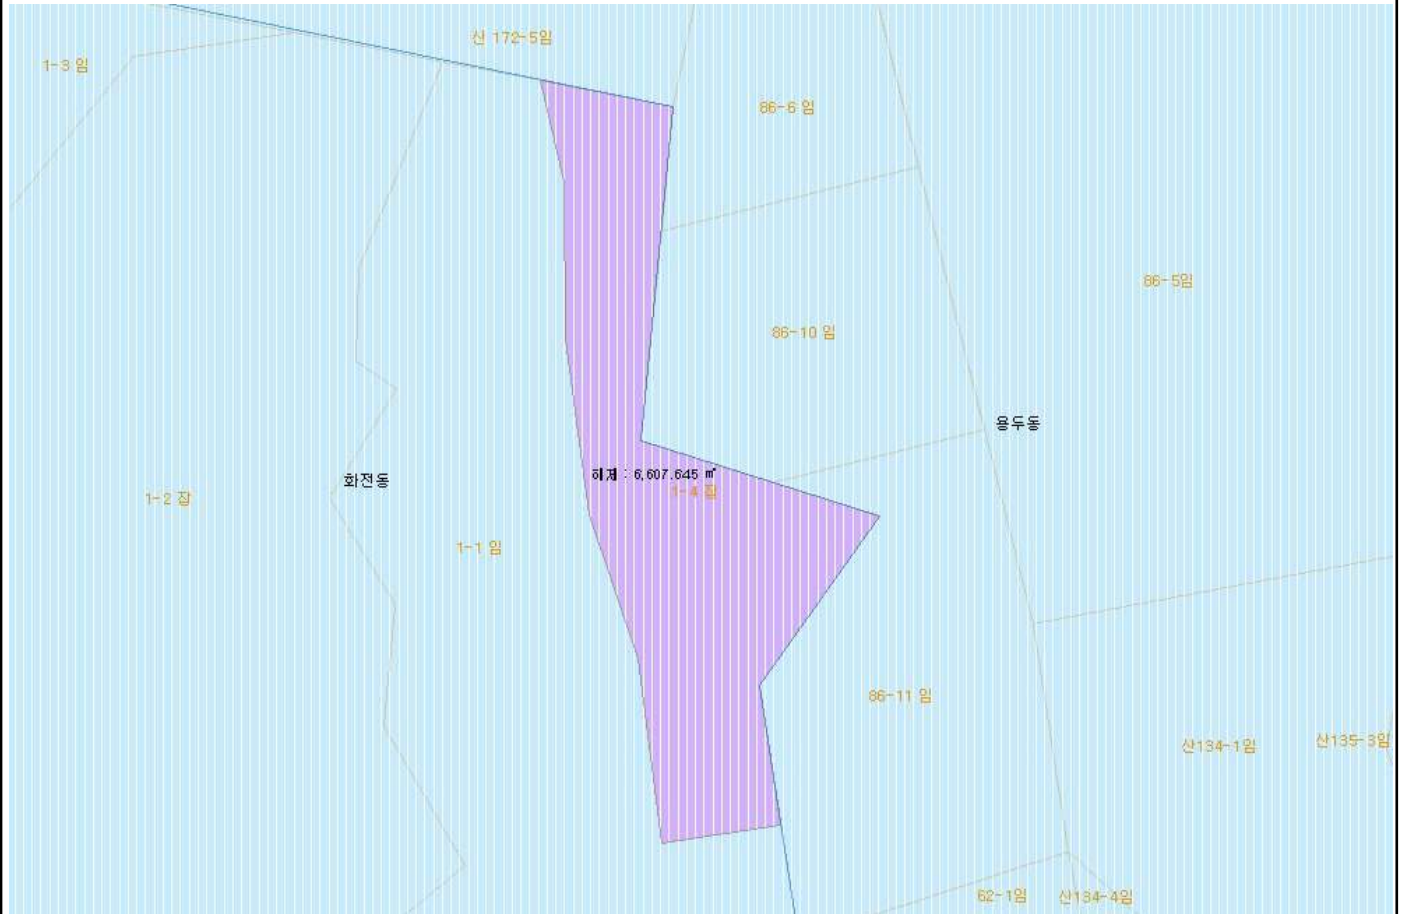 산 172-5임
1-3 임
86-6 임
86-5임
86-10 임
용두동
해제 : 6,607.645 ㎡
화전동
1-4 잡
1-2 잡
1-1 임
86-11 임
산134-1임
산135-3임
62-1임
산134-4임